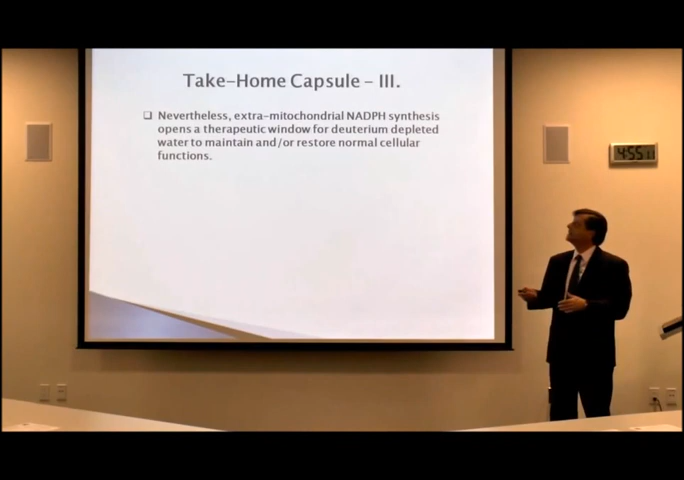 Take-Home Capsule – III.
Nevertheless, extra-mitochondrial NADPH synthesis
opens a therapeutic window for deuterium depleted
water to maintain and/or restore normal cellular
functions.
4:55